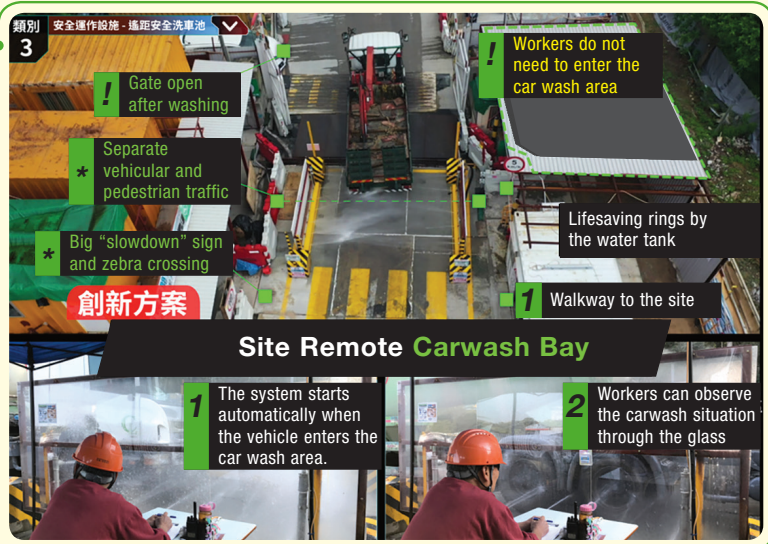 類別
3
安全運作設施 - 遙距安全洗車池
! Gate open
after washing
* Separate
vehicular and
pedestrian traffic
* Big “slowdown” sign
and zebra crossing
創新方案
! Workers do not
need to enter the
car wash area
5
Lifesaving rings by
the water tank
1 Walkway to the site
Site Remote Carwash Bay
1 The system starts
automatically when
the vehicle enters the
car wash area.
2 Workers can observe
the carwash situation
through the glass